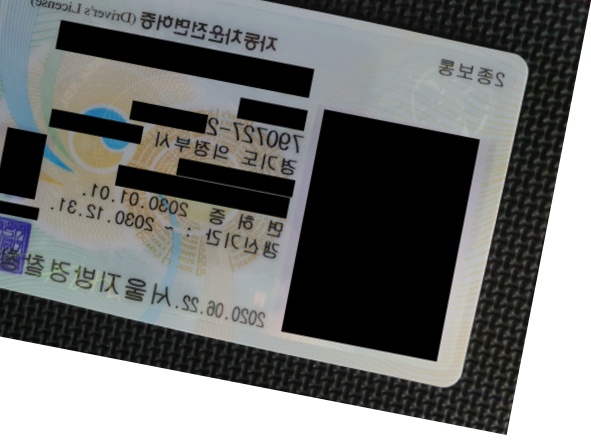 2종보통
자동차운전면허증 (Driver's License)
790727-2
경기도 의정부시
면 허 증 2030.01.01.
갱신기간 : ~ 2030.12.31.
2020.06.22. 서울지방경찰청